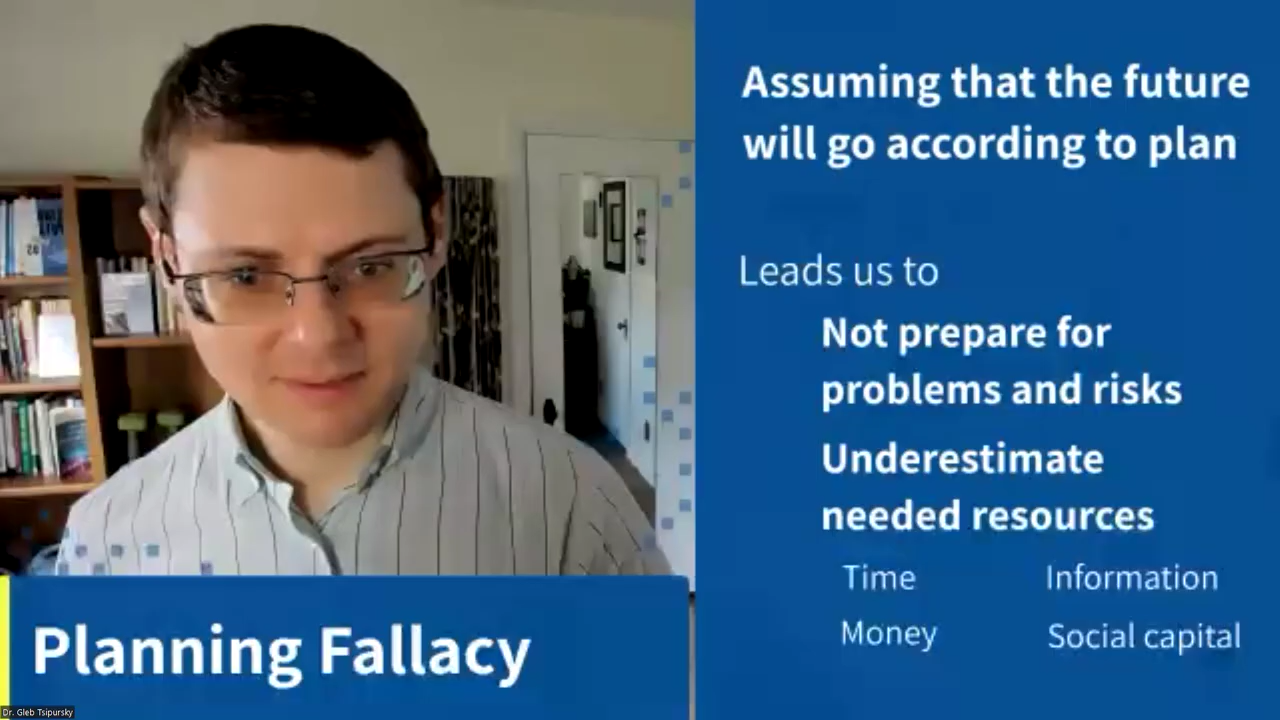 Assuming that the future
will go according to plan
Leads us to
Not prepare for
problems and risks
Underestimate
needed resources
Time
Information
Money
Social capital
Planning Fallacy
Dr. Gleb Tsipursky